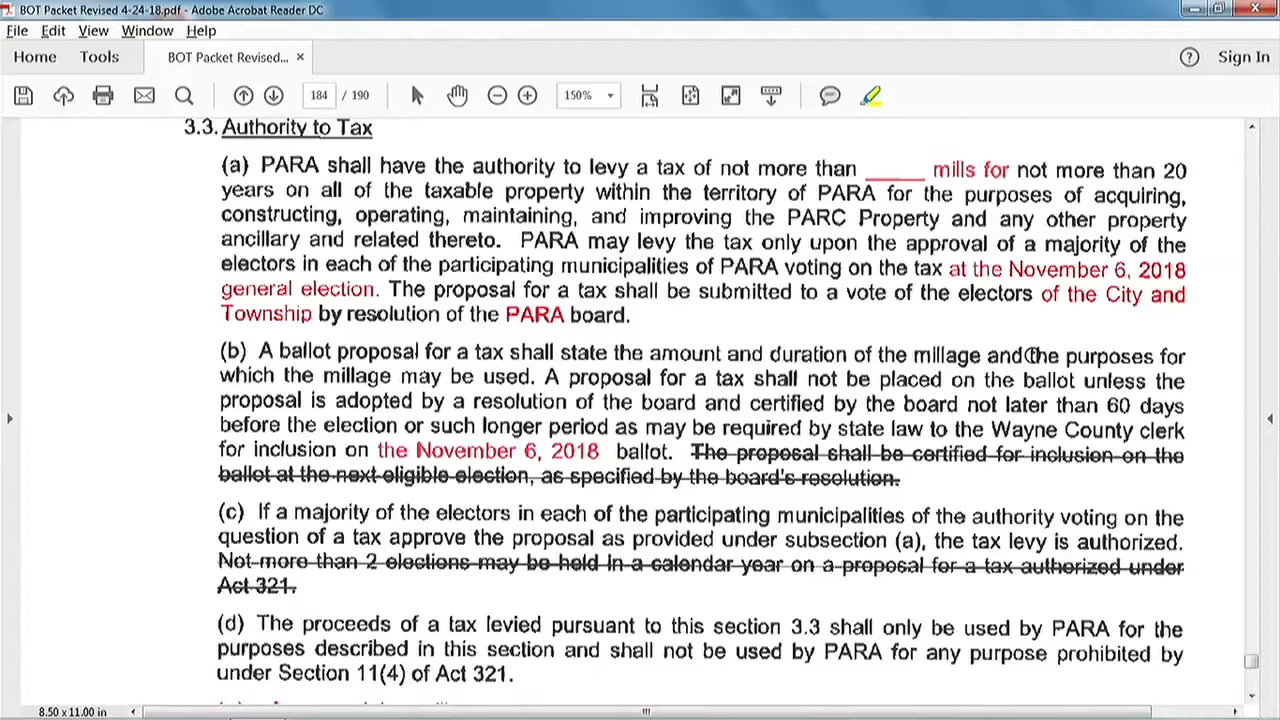 BOT Packet Revised 4-24-18.pdf - Adobe Acrobat Reader DC
File Edit View Window Help
Home Tools BOT Packet Revised... × ? Sign In
184 / 190 150%
3.3. Authority to Tax
(a) PARA shall have the authority to levy a tax of not more than _____ mills for not more than 20
years on all of the taxable property within the territory of PARA for the purposes of acquiring,
constructing, operating, maintaining, and improving the PARC Property and any other property
ancillary and related thereto. PARA may levy the tax only upon the approval of a majority of the
electors in each of the participating municipalities of PARA voting on the tax at the November 6, 2018
general election. The proposal for a tax shall be submitted to a vote of the electors of the City and
Township by resolution of the PARA board.
(b) A ballot proposal for a tax shall state the amount and duration of the millage and the purposes for
which the millage may be used. A proposal for a tax shall not be placed on the ballot unless the
proposal is adopted by a resolution of the board and certified by the board not later than 60 days
before the election or such longer period as may be required by state law to the Wayne County clerk
for inclusion on the November 6, 2018 ballot. The proposal shall be certified for inclusion on the
ballot at the next eligible election, as specified by the board's resolution.
(c) If a majority of the electors in each of the participating municipalities of the authority voting on the
question of a tax approve the proposal as provided under subsection (a), the tax levy is authorized.
Not more than 2 elections may be held in a calendar year on a proposal for a tax authorized under
Act 321.
(d) The proceeds of a tax levied pursuant to this section 3.3 shall only be used by PARA for the
purposes described in this section and shall not be used by PARA for any purpose prohibited by
under Section 11(4) of Act 321.
8.50 x 11.00 in